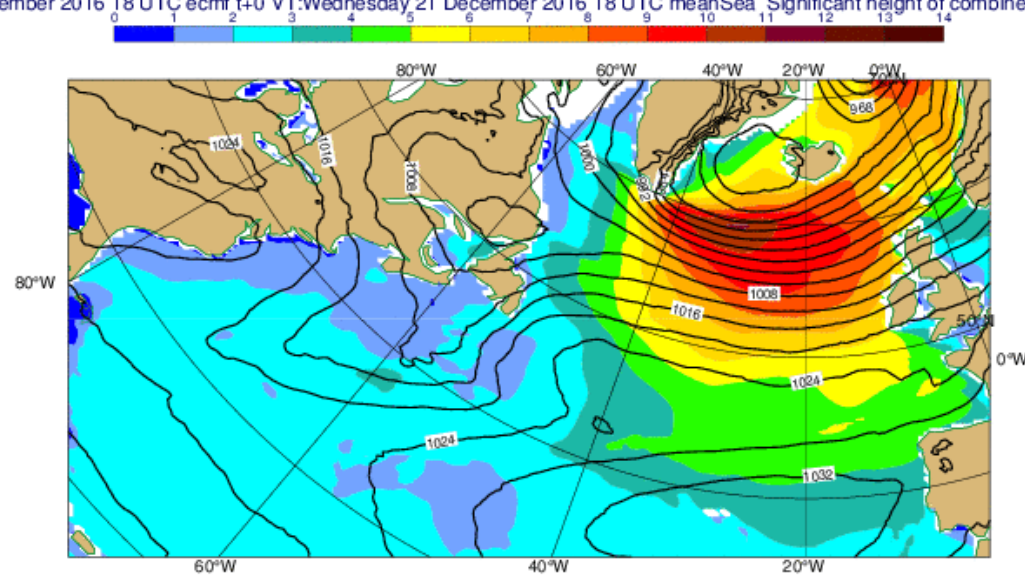 ember 2016 18 UTC ecmf t+0 VT:Wednesday 21 December 2016 18 UTC meanSea Significant height of combine
0 1 2 3 4 5 6 7 8 9 10 11 12 13 14
80°W 60°W 40°W 20°W 0°W
968
1024
1016
1000
1008
80°W
1008
1016
50°N
0°W
1024
1024
1032
60°W 40°W 20°W